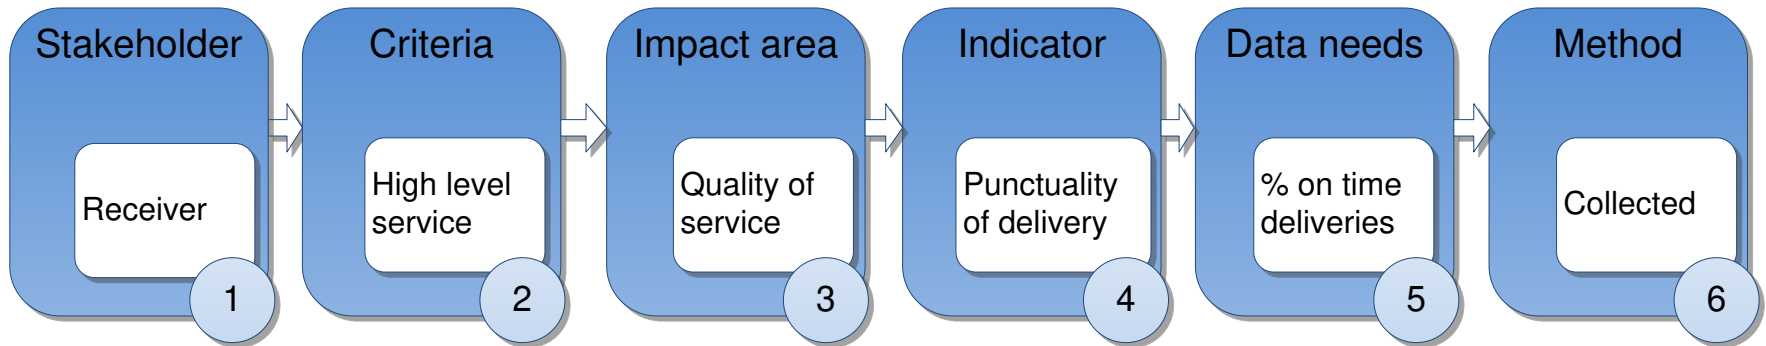 Stakeholder
Receiver
1
Criteria
High level
service
2
Impact area
Quality of
service
3
Indicator
Punctuality
of delivery
4
Data needs
% on time
deliveries
5
Method
Collected
6